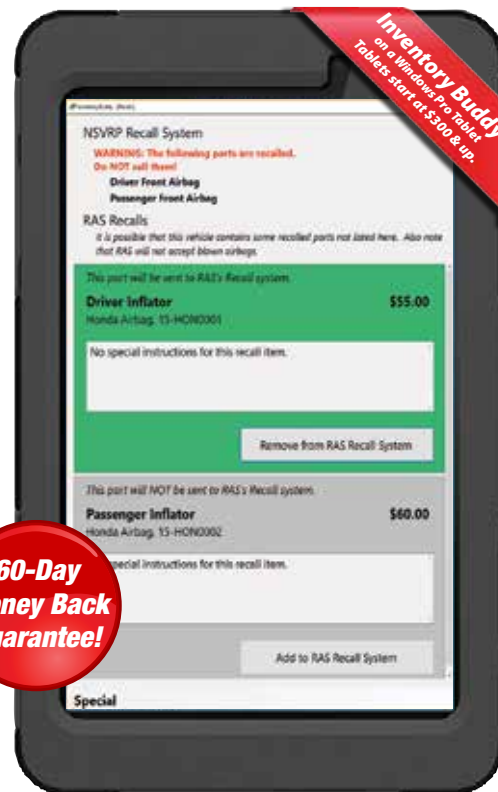 Inventory Buddy
on a Windows Pro Tablet
Tablets start at $300 & up.
NSVRP Recall System
WARNING: The following parts are recalled.
Do NOT sell them!
Driver Front Airbag
Passenger Front Airbag
RAS Recalls
It is possible that this vehicle contains some recalled parts not listed here. Also note
that RAS will not accept blown airbags.
This part will be sent to RAS's Recall system.
Driver Inflator $55.00
Honda Airbag, 15-HON0001
No special instructions for this recall item.
Remove from RAS Recall System
This part will NOT be sent to RAS's Recall system.
Passenger Inflator $60.00
Honda Airbag, 15-HON0002
special instructions for this recall item.
Add to RAS Recall System
60-Day
ney Back
uarantee!
Special